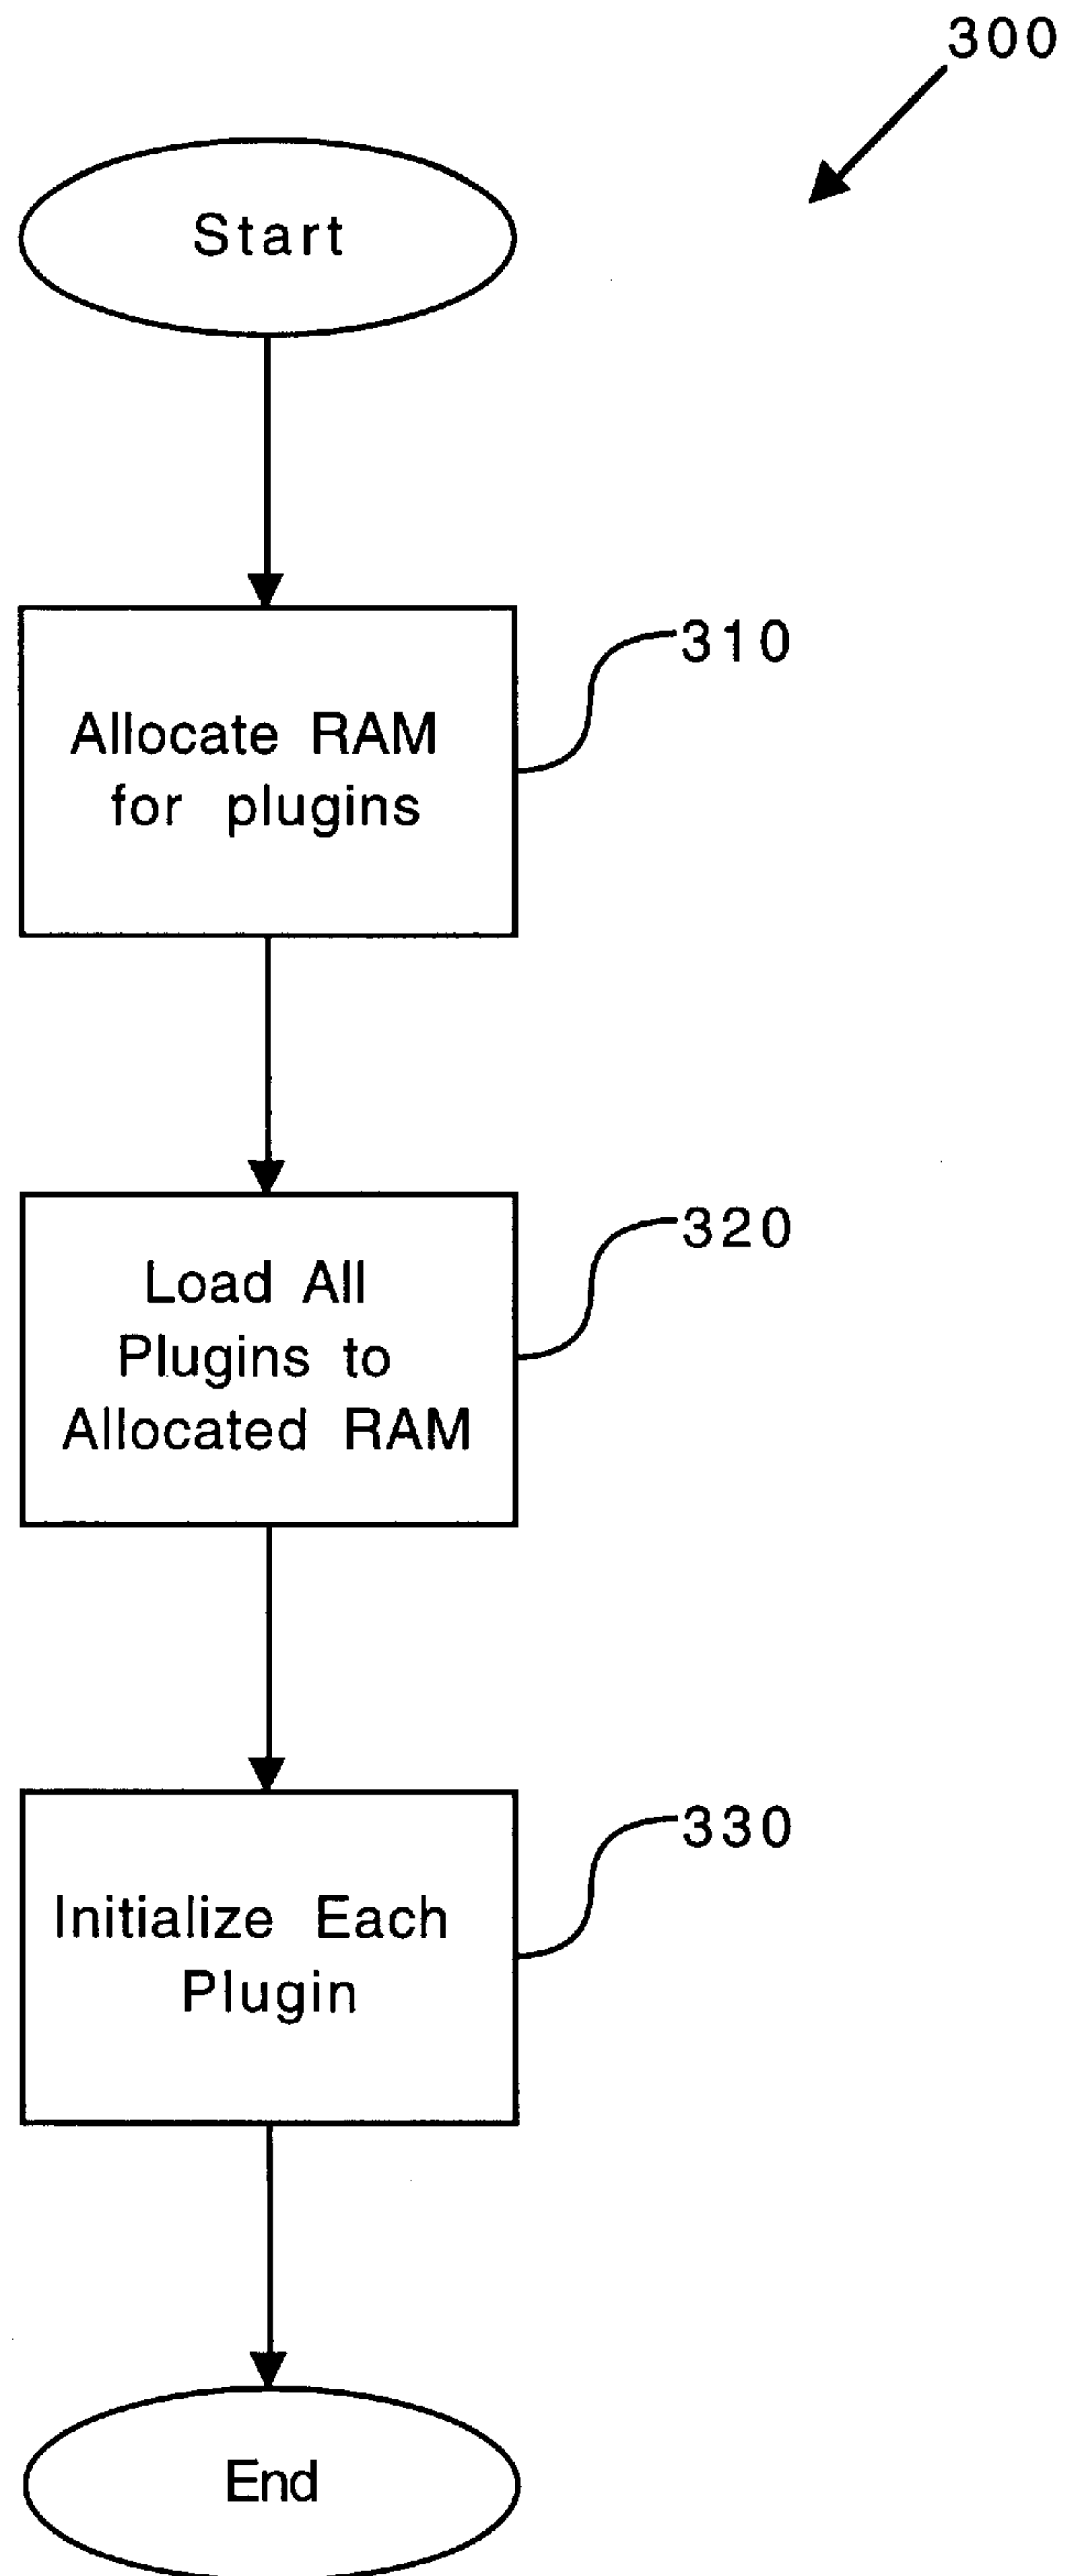 300
Start
310
Allocate RAM
for plugins
320
Load All
Plugins to
Allocated RAM
330
Initialize Each
Plugin
End